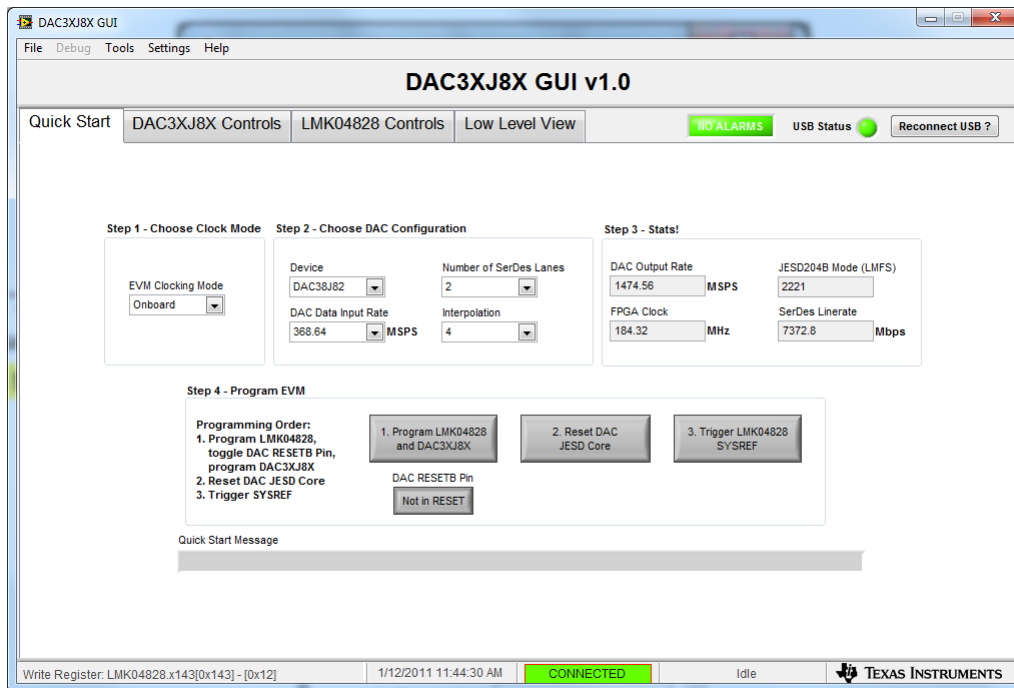 DAC3XJ8X GUI
File Debug Tools Settings Help
DAC3XJ8X GUI v1.0
Quick Start DAC3XJ8X Controls LMK04828 Controls Low Level View NO ALARMS USB Status Reconnect USB ?
Step 1 - Choose Clock Mode Step 2 - Choose DAC Configuration Step 3 - Stats!
EVM Clocking Mode
Onboard
Device Number of SerDes Lanes
DAC38J82 2
DAC Data Input Rate Interpolation
368.64 MSPS 4
DAC Output Rate JESD204B Mode (LMFS)
1474.56 MSPS 2221
FPGA Clock SerDes Linerate
184.32 MHz 7372.8 Mbps
Step 4 - Program EVM
Programming Order:
1. Program LMK04828,
toggle DAC RESETB Pin,
program DAC3XJ8X
2. Reset DAC JESD Core
3. Trigger SYSREF
1. Program LMK04828
and DAC3XJ8X
2. Reset DAC
JESD Core
3. Trigger LMK04828
SYSREF
DAC RESETB Pin
Not in RESET
Quick Start Message
Write Register: LMK04828.x143[0x143] - [0x12] 1/12/2011 11:44:30 AM CONNECTED Idle TEXAS INSTRUMENTS